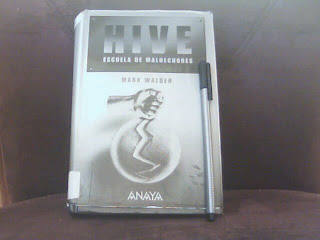 HIVE
ESCUELA DE MALHECHORES
MARK WALDEN
ANAYA